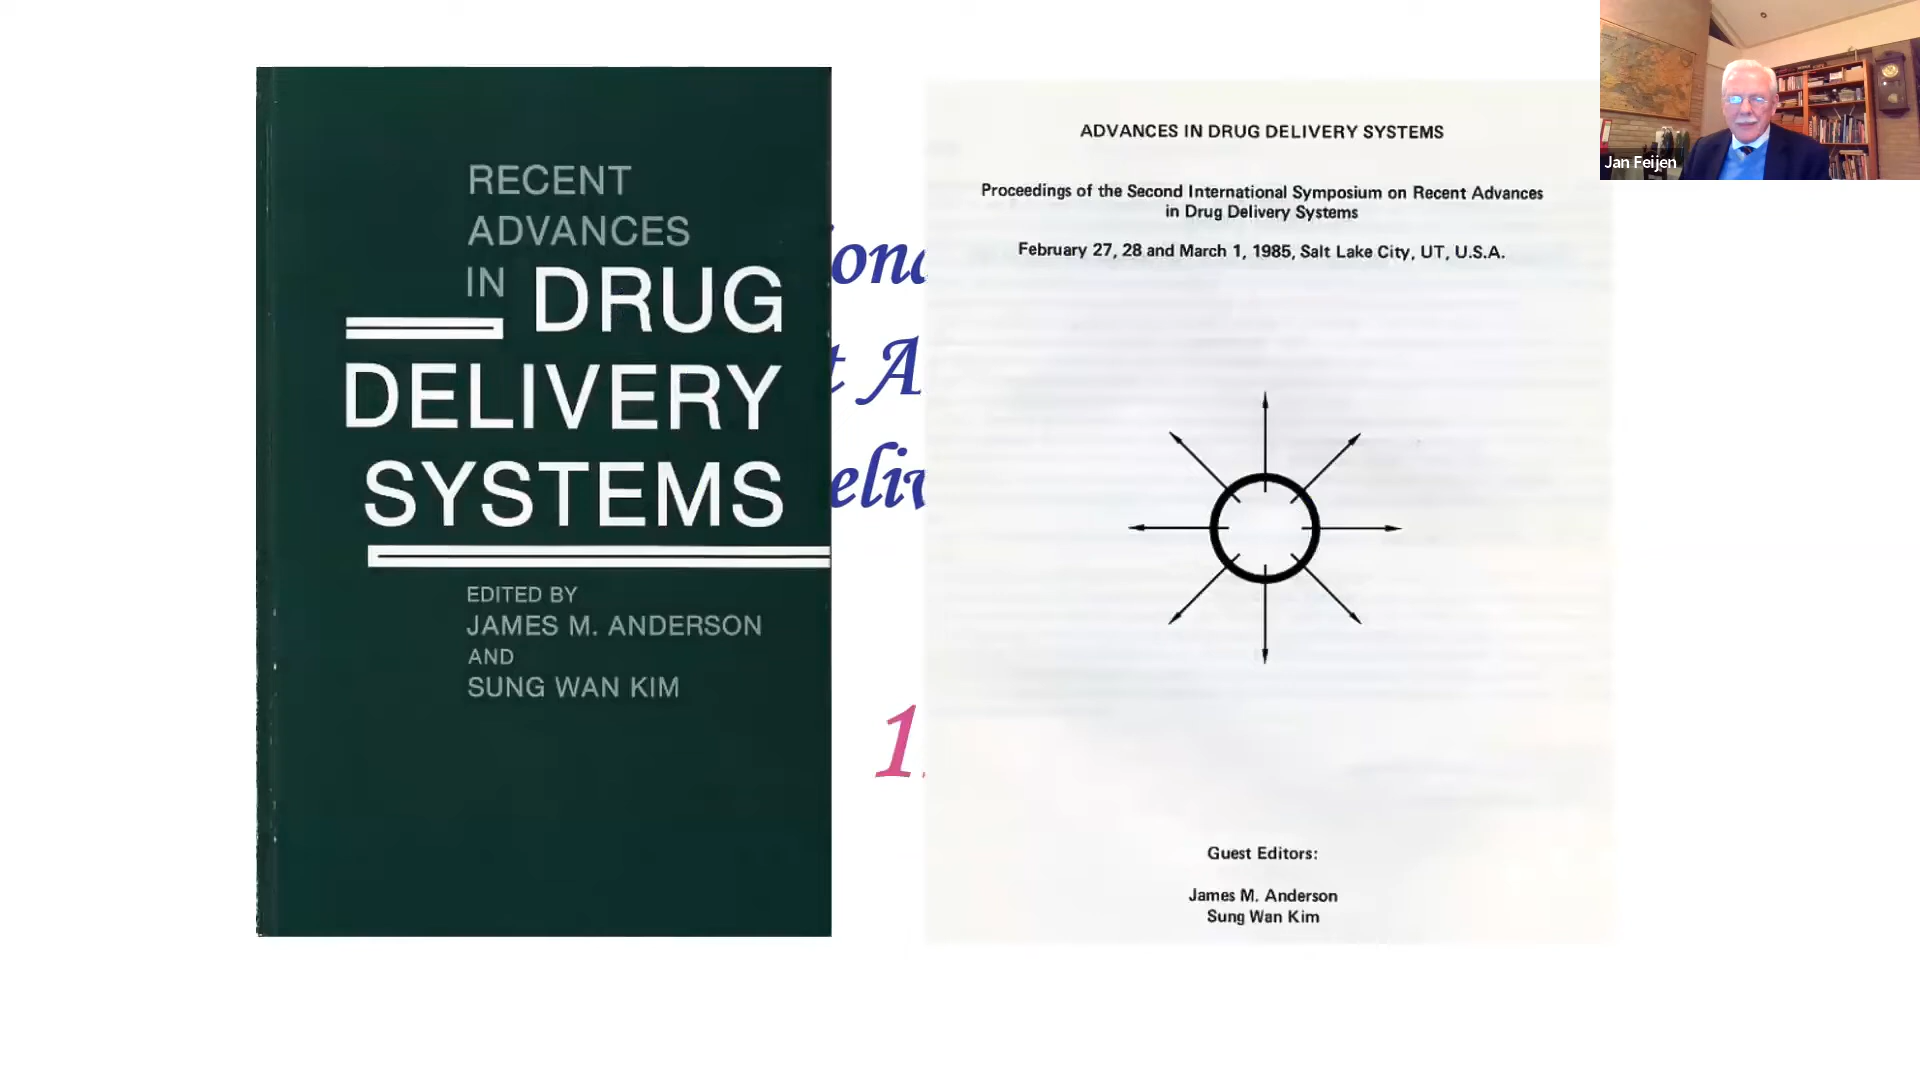 RECENT
ADVANCES
IN DRUG
DELIVERY
SYSTEMS
EDITED BY
JAMES M. ANDERSON
AND
SUNG WAN KIM
ADVANCES IN DRUG DELIVERY SYSTEMS
Proceedings of the Second International Symposium on Recent Advances
in Drug Delivery Systems
February 27, 28 and March 1, 1985, Salt Lake City, UT, U.S.A.
Guest Editors:
James M. Anderson
Sung Wan Kim
Jan Feijen